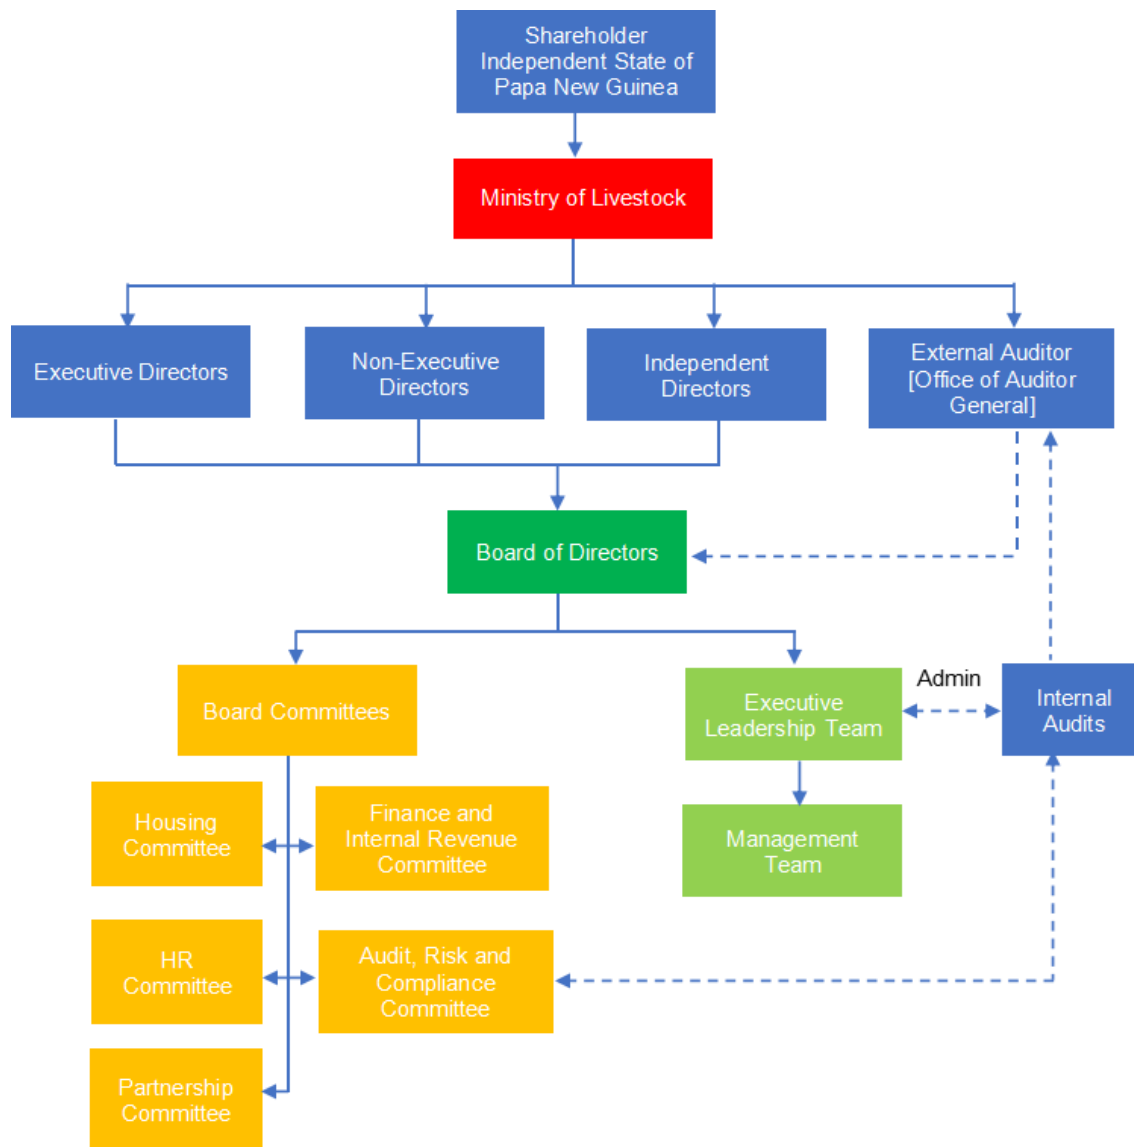 Shareholder
Independent State of
Papa New Guinea
Ministry of Livestock
Executive Directors
Non-Executive
Directors
Independent
Directors
External Auditor
[Office of Auditor
General]
Board of Directors
Board Committees
Executive
Leadership Team
Admin
Internal
Audits
Housing
Committee
Finance and
Internal Revenue
Committee
Management
Team
HR
Committee
Audit, Risk and
Compliance
Committee
Partnership
Committee